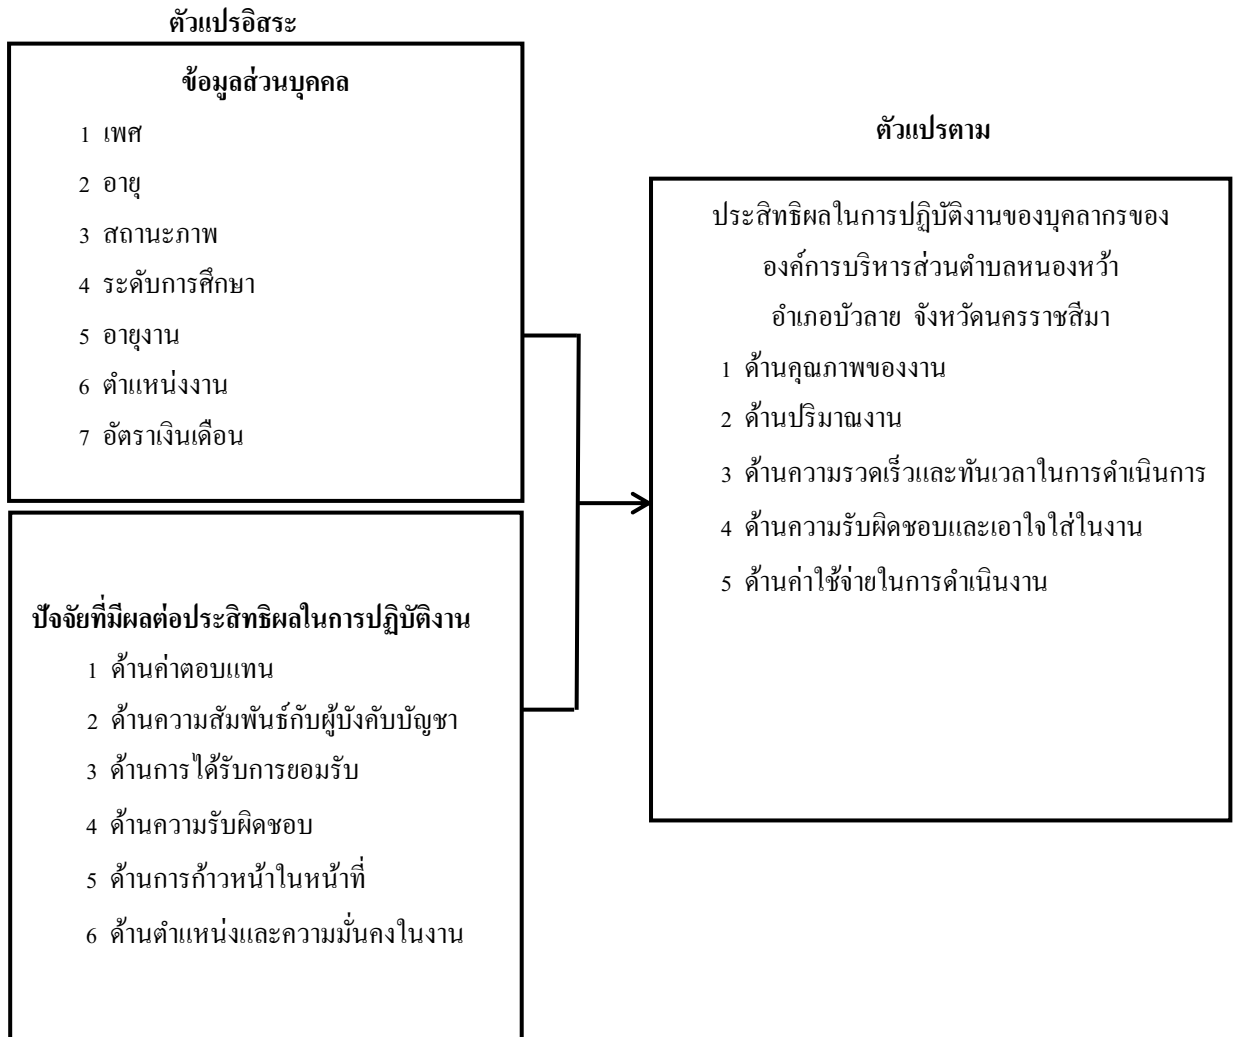 ตัวแปรอิสระ
ข้อมูลส่วนบุคคล
1 เพศ
2 อายุ
3 สถานะภาพ
4 ระดับการศึกษา
5 อายุงาน
6 ตำแหน่งงาน
7 อัตราเงินเดือน
ปัจจัยที่มีผลต่อประสิทธิผลในการปฏิบัติงาน
1 ด้านค่าตอบแทน
2 ด้านความสัมพันธ์กับผู้บังคับบัญชา
3 ด้านการได้รับการยอมรับ
4 ด้านความรับผิดชอบ
5 ด้านการก้าวหน้าในหน้าที่
6 ด้านตำแหน่งและความมั่นคงในงาน
ตัวแปรตาม
ประสิทธิผลในการปฏิบัติงานของบุคลากรของ
องค์การบริหารส่วนตำบลหนองหว้า
อำเภอบัวลาย จังหวัดนครราชสีมา
1 ด้านคุณภาพของงาน
2 ด้านปริมาณงาน
3 ด้านความรวดเร็วและทันเวลาในการดำเนินการ
4 ด้านความรับผิดชอบและเอาใจใส่ในงาน
5 ด้านค่าใช้จ่ายในการดำเนินงาน